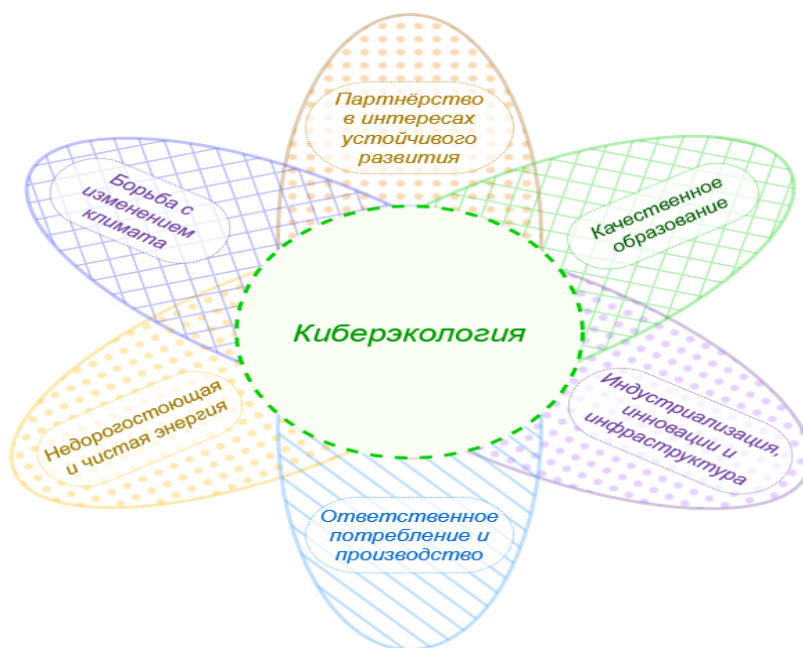 Партнёрство
в интересах
устойчивого
развития
Борьба с
изменением
климата
Качественное
образование
Киберэкология
Недорогостоющая
и чистая энергия
Индустриализация,
инновации и
инфраструктура
Ответственное
потребление и
производство